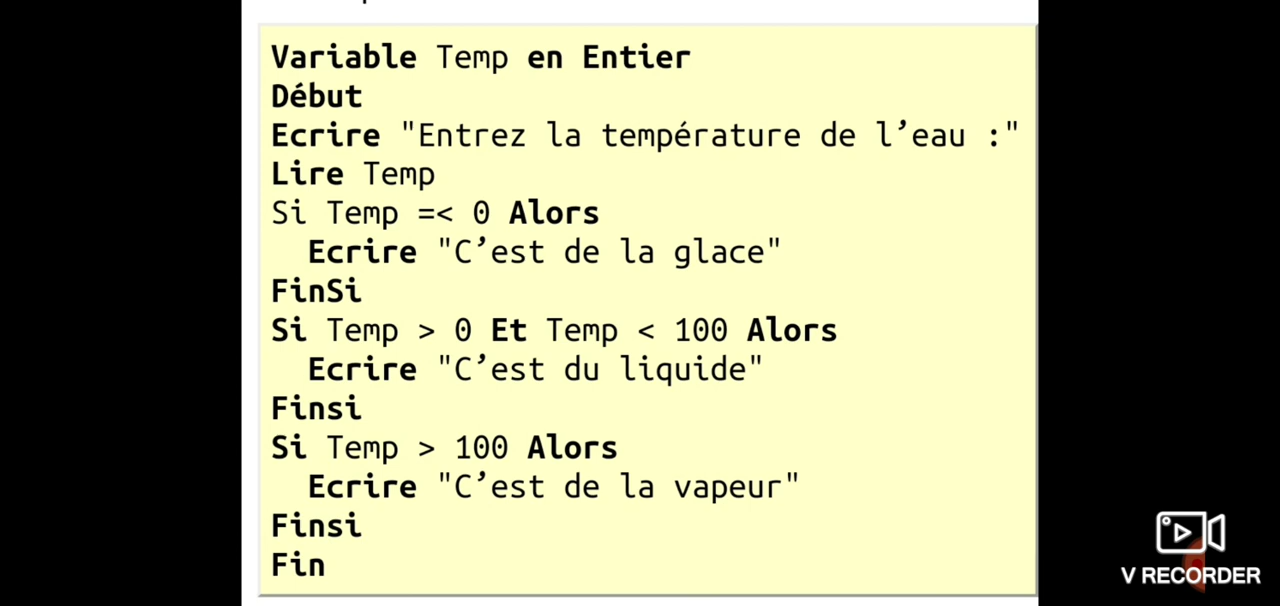 Variable Temp en Entier
Début
Ecrire "Entrez la température de l’eau :"
Lire Temp
Si Temp =< 0 Alors
Ecrire "C’est de la glace"
FinSi
Si Temp > 0 Et Temp < 100 Alors
Ecrire "C’est du liquide"
Finsi
Si Temp > 100 Alors
Ecrire "C’est de la vapeur"
Finsi
Fin
V RECORDER